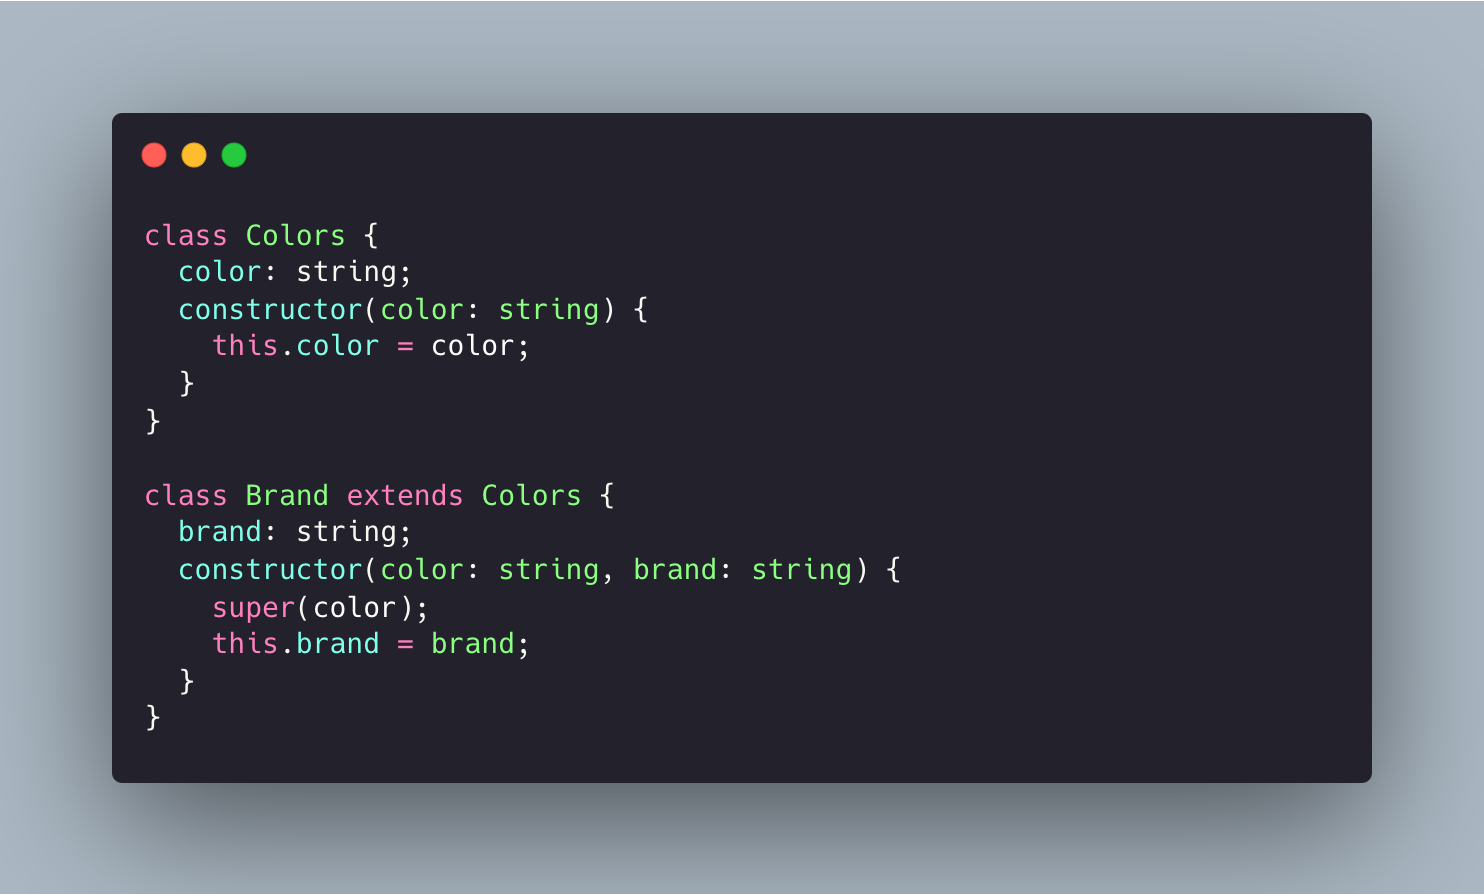 class Colors {
  color: string;
  constructor(color: string) {
    this.color = color;
  }
}

class Brand extends Colors {
  brand: string;
  constructor(color: string, brand: string) {
    super(color);
    this.brand = brand;
  }
}